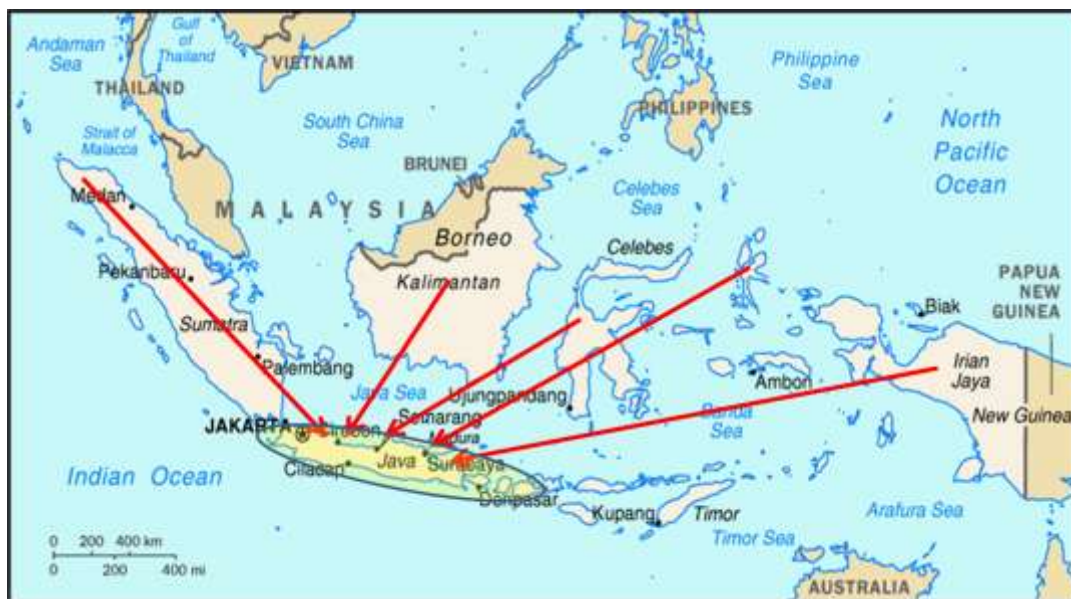 Andaman
Sea
Gulf
of
Thailand
VIETNAM
THAILAND
Strait of
Malacca
South China
Sea
PHILIPPINES
Philippine
Sea
North
Pacific
Ocean
BRUNEI
MALAYSIA
Celebes
Sea
Medan
Borneo
Celebes
Kalimantan
Pekanbaru
Sumatra
PAPUA
NEW
GUINEA
Biak
Palembang
Java Sea
Ujungpandang
Ambon
Irian
Jaya
New Guinea
Semarang
Banda
Sea
JAKARTA
Java
Surabaya
Cilacap
Denpasar
Indian Ocean
Kupang
Timor
Arafura Sea
Timor Sea
0 200 400 km
0 200 400 mi
AUSTRALIA